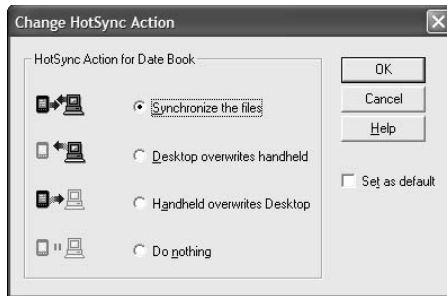 Change HotSync Action
HotSync Action for Date Book
Synchronize the files
Desktop overwrites handheld
Handheld overwrites Desktop
Do nothing
OK
Cancel
Help
Set as default